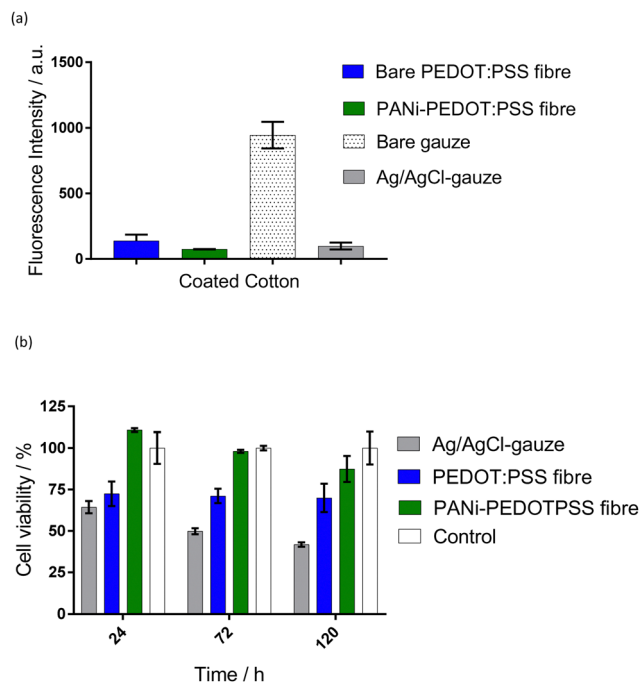 (a)
1500
1000
500
0
Fluorescence Intensity / a.u.
Coated Cotton
Bare PEDOT:PSS fibre
PANi-PEDOT:PSS fibre
Bare gauze
Ag/AgCl-gauze
(b)
125
100
75
50
25
0
Cell viability / %
24
72
120
Time / h
Ag/AgCl-gauze
PEDOT:PSS fibre
PANi-PEDOTPSS fibre
Control